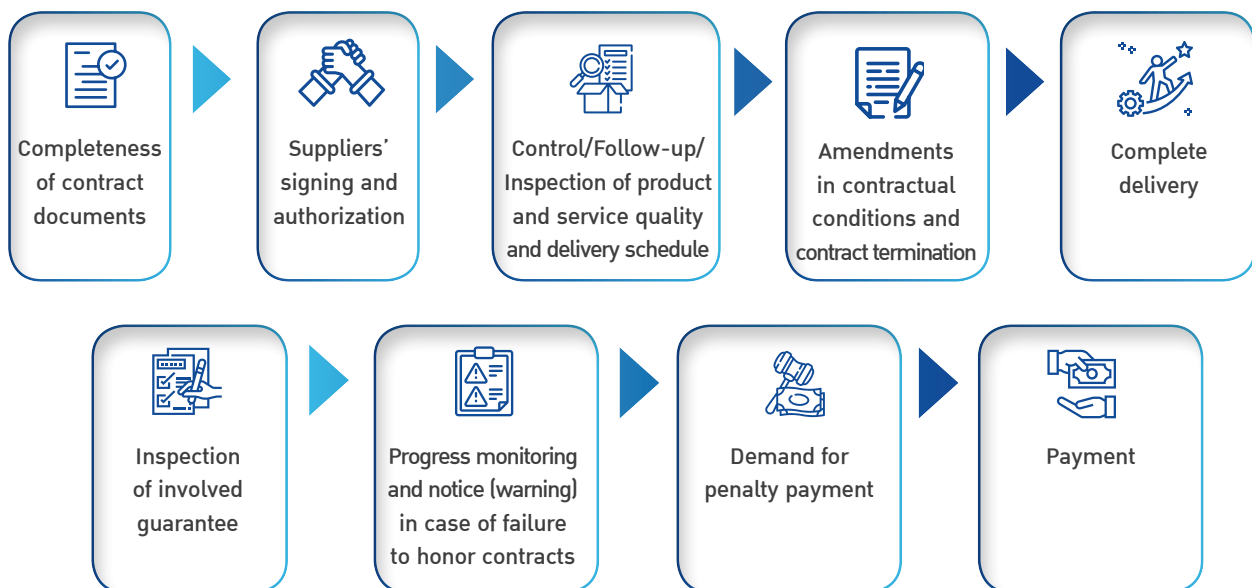 Completeness
of contract
documents
Suppliers’
signing and
authorization
Control/Follow-up/
Inspection of product
and service quality
and delivery schedule
Amendments
in contractual
conditions and
contract termination
Complete
delivery
Inspection
of involved
guarantee
Progress monitoring
and notice (warning)
in case of failure
to honor contracts
Demand for
penalty payment
Payment